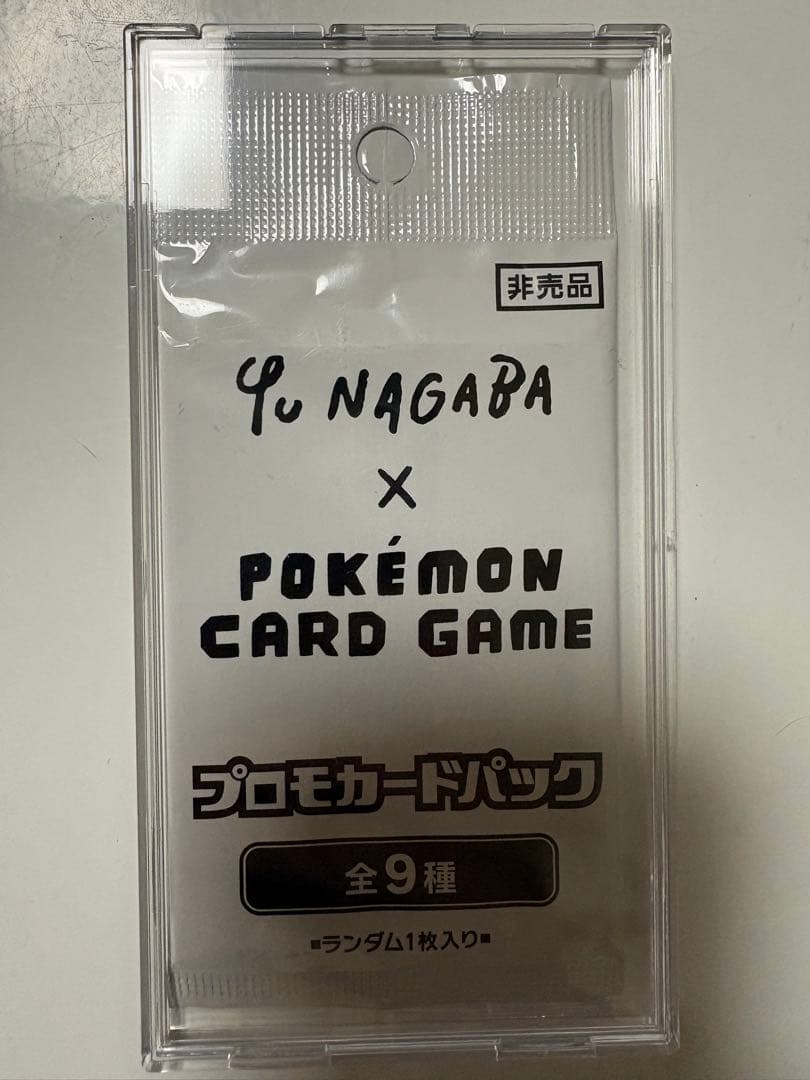 非売品
Yu NAGABA
×
POKÉMON
CARD GAME
プロモカードパック
全9種
■ランダム1枚入り■